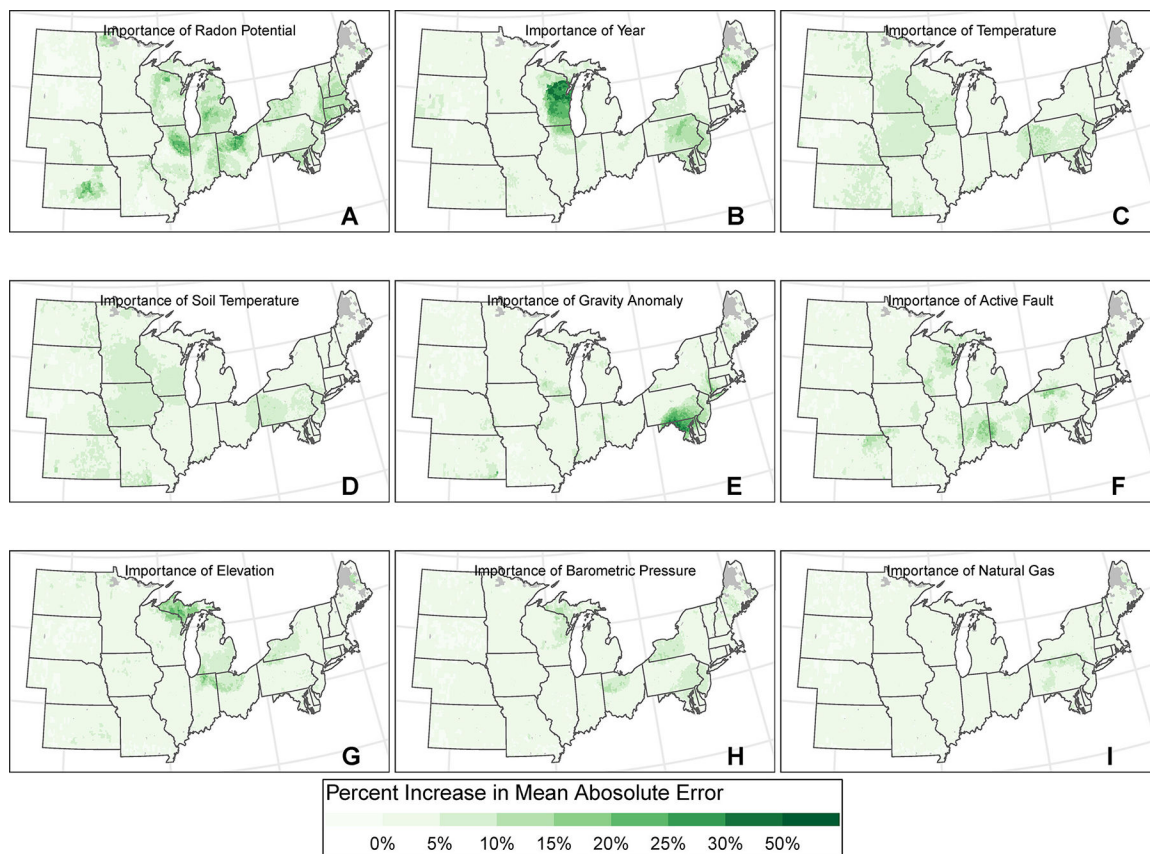 Importance of Radon Potential
A
Importance of Year
B
Importance of Temperature
C
Importance of Soil Temperature
D
Importance of Gravity Anomaly
E
Importance of Active Fault
F
Importance of Elevation
G
Importance of Barometric Pressure
H
Importance of Natural Gas
I
Percent Increase in Mean Abosolute Error
0% 5% 10% 15% 20% 25% 30% 50%